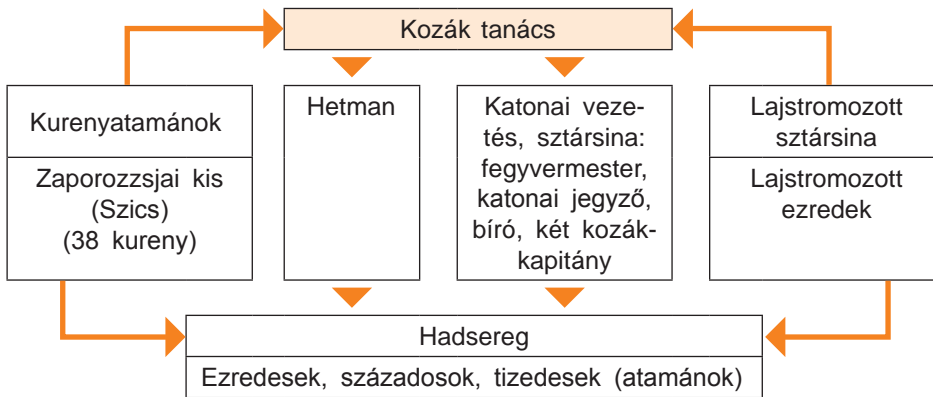 Kozák tanács
Kurenyatamánok
Zaporozzsjai kis
(Szics)
(38 kureny)
Hetman
Katonai veze-
tés, sztársina:
fegyvermester,
katonai jegyző,
bíró, két kozák-
kapitány
Lajstromozott
sztársina
Lajstromozott
ezredek
Hadsereg
Ezredesek, századosok, tizedesek (atamánok)